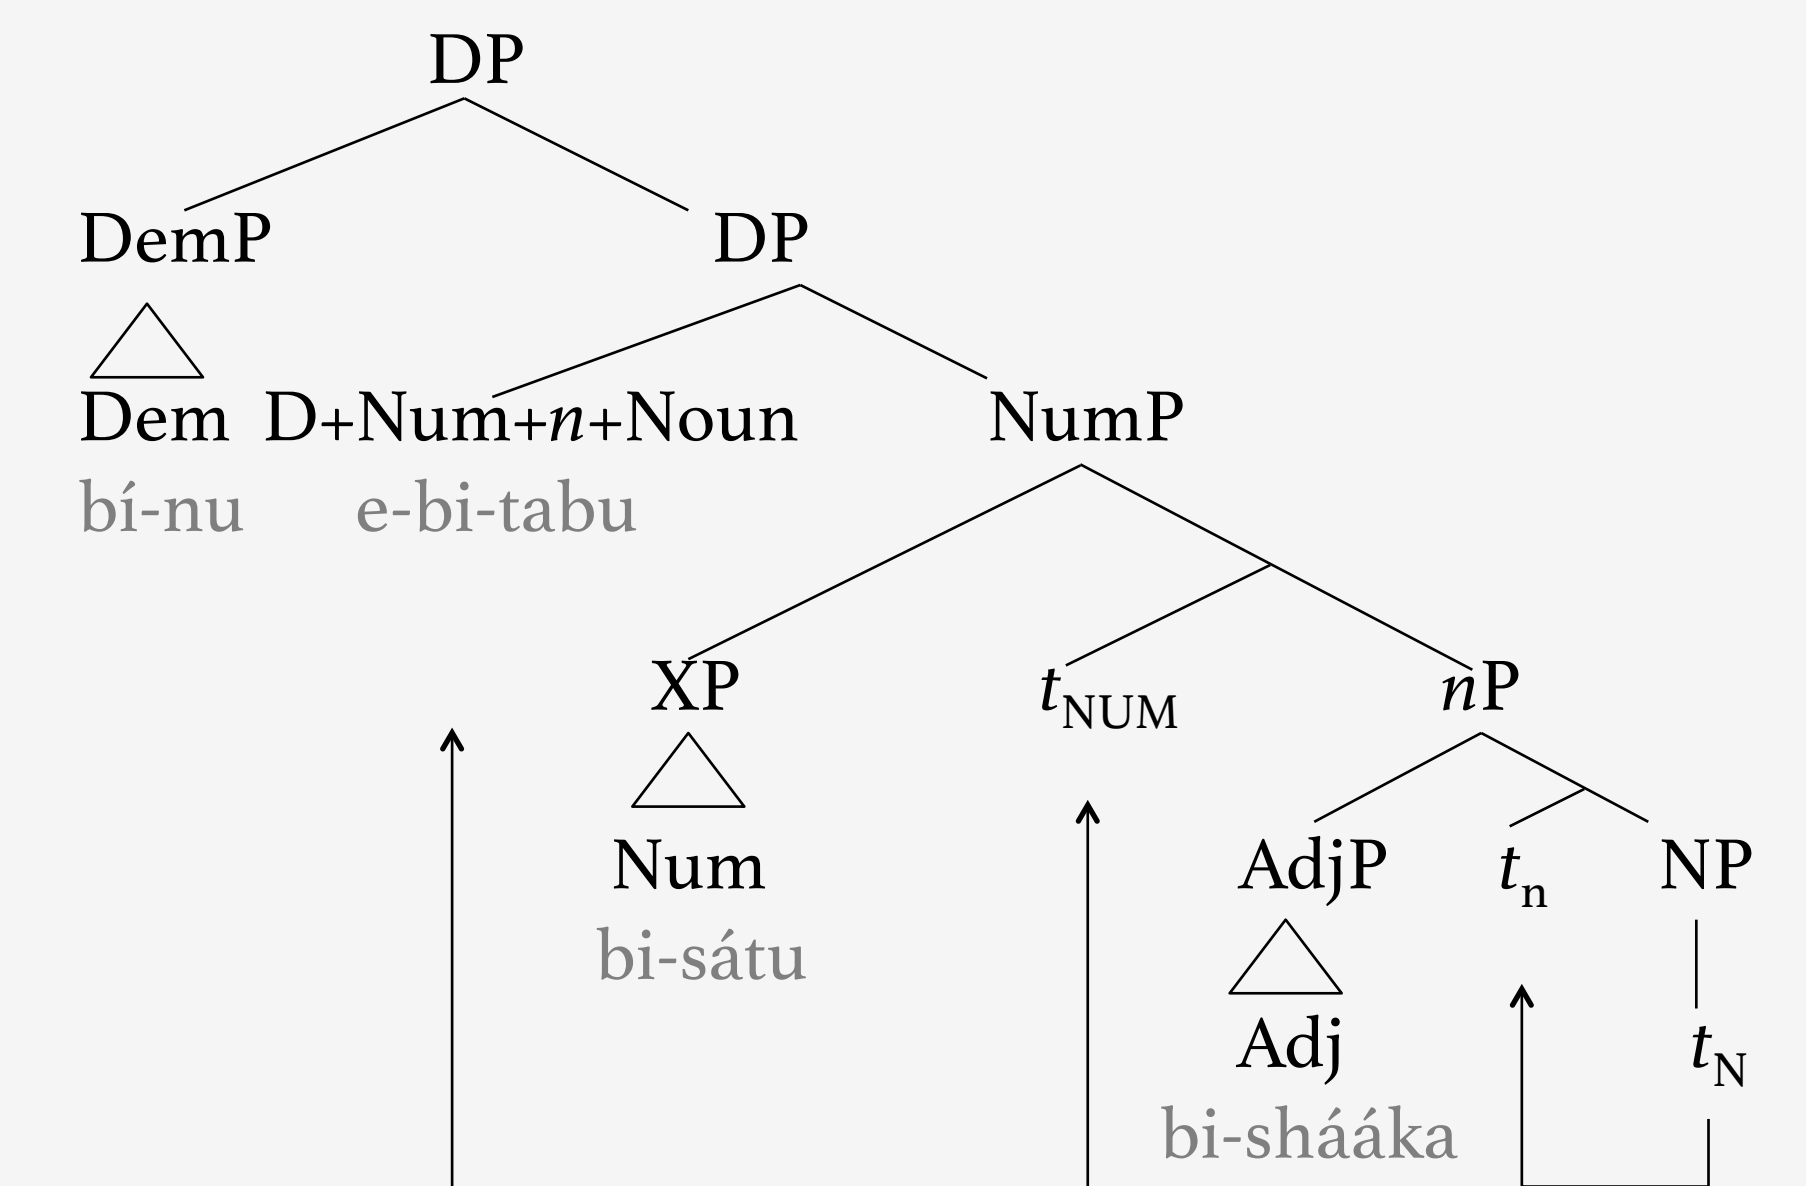 DP
DemP DP
Dem D+Num+n+Noun NumP
bí-nu e-bi-tabu
XP tNUM nP
Num AdjP tn NP
bi-sátu
Adj tN
bi-shááka